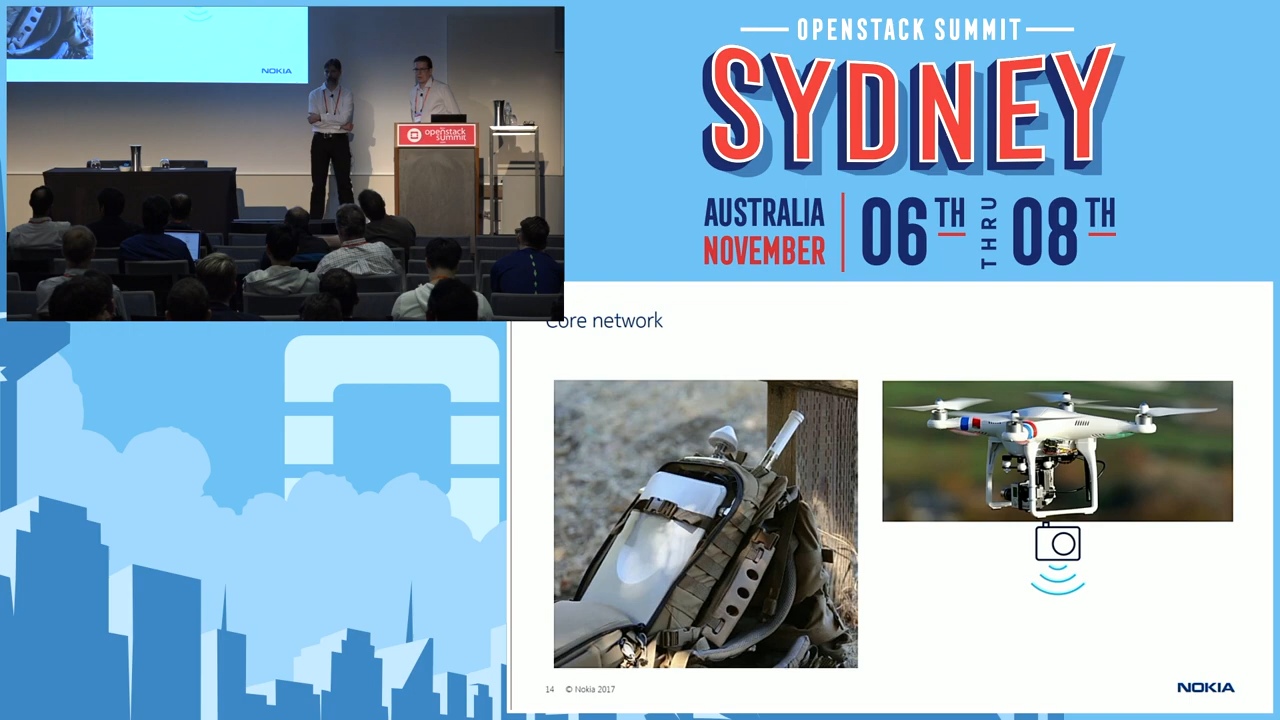 NOKIA
openstack
summit
OPENSTACK SUMMIT
SYDNEY
AUSTRALIA
NOVEMBER
06TH THRU 08TH
Core network
14 © Nokia 2017
NOKIA